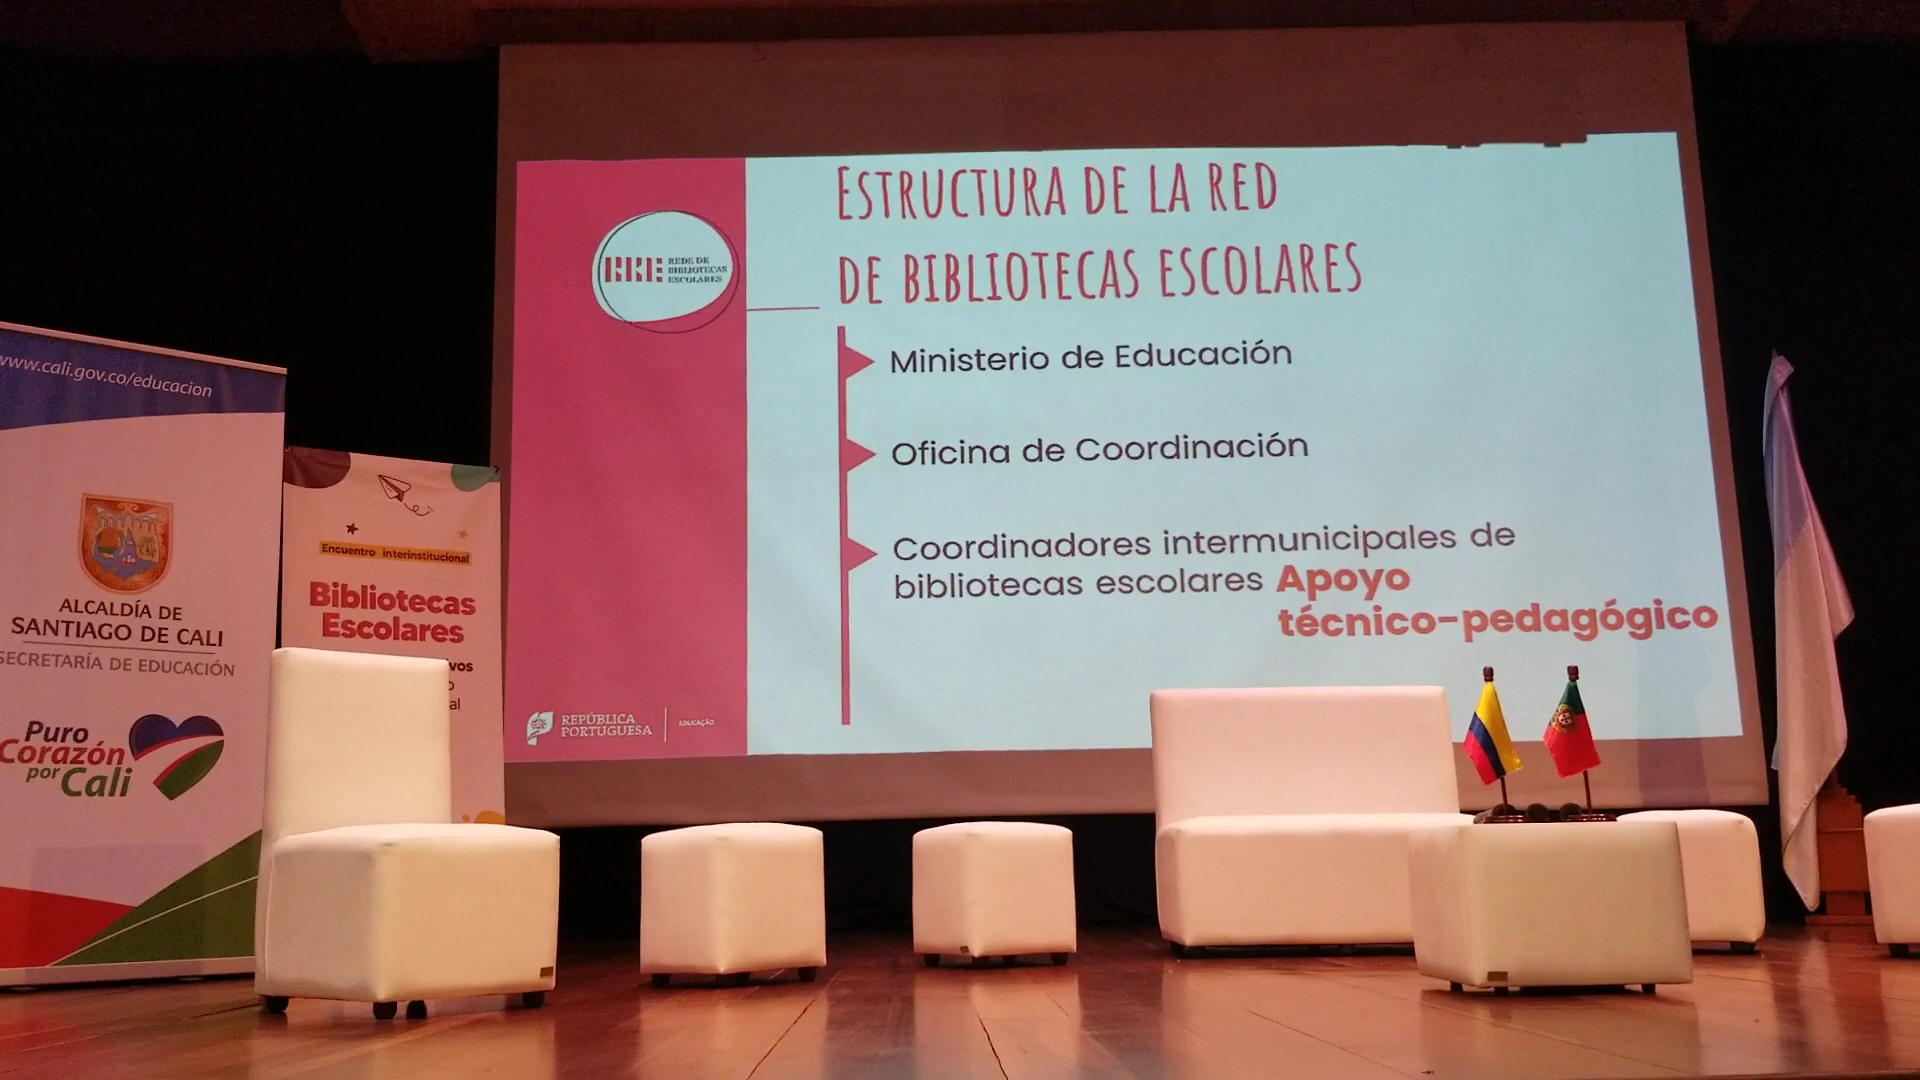 www.cali.gov.co/educacion
ALCALDÍA DE
SANTIAGO DE CALI
SECRETARÍA DE EDUCACIÓN
Puro
Corazón
por Cali
Encuentro interinstitucional
Bibliotecas
Escolares
REDE DE
BIBLIOTECAS
ESCOLARES
REPÚBLICA
PORTUGUESA
EDUCAÇÃO
ESTRUCTURA DE LA RED
DE BIBLIOTECAS ESCOLARES
Ministerio de Educación
Oficina de Coordinación
Coordinadores intermunicipales de
bibliotecas escolares Apoyo
técnico-pedagógico